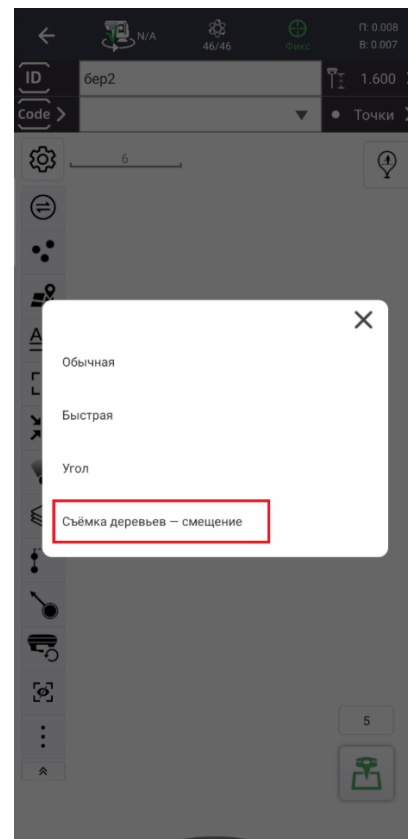 N/A
46/46
Фикс
П: 0.008
В: 0.007
ID
бер2
1.600
Code
Точки
6
A
Обычная
Быстрая
Угол
Съёмка деревьев — смещение
5